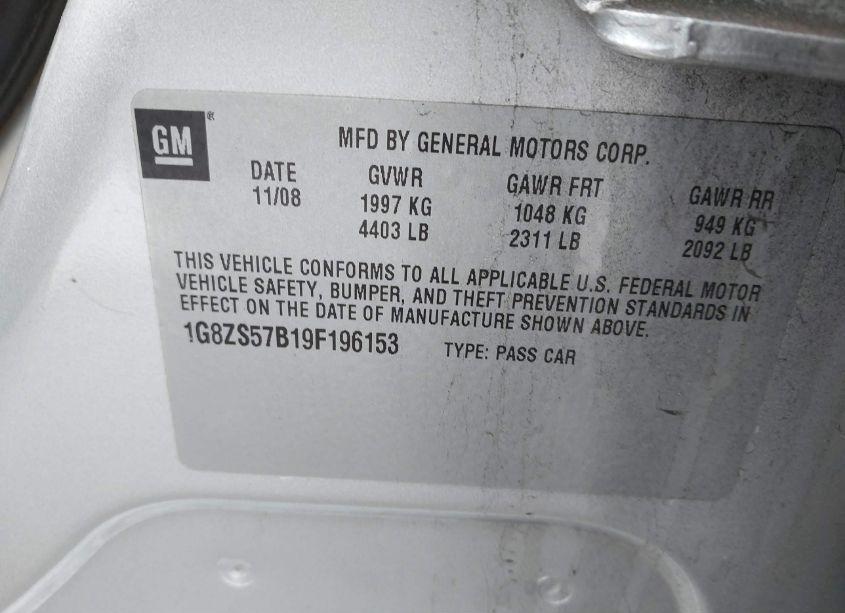 GM®
MFD BY GENERAL MOTORS CORP.
DATE GVWR GAWR FRT GAWR RR
11/08 1997 KG 1048 KG 949 KG
4403 LB 2311 LB 2092 LB
THIS VEHICLE CONFORMS TO ALL APPLICABLE U.S. FEDERAL MOTOR
VEHICLE SAFETY, BUMPER, AND THEFT PREVENTION STANDARDS IN
EFFECT ON THE DATE OF MANUFACTURE SHOWN ABOVE.
1G8ZS57B19F196153 TYPE: PASS CAR